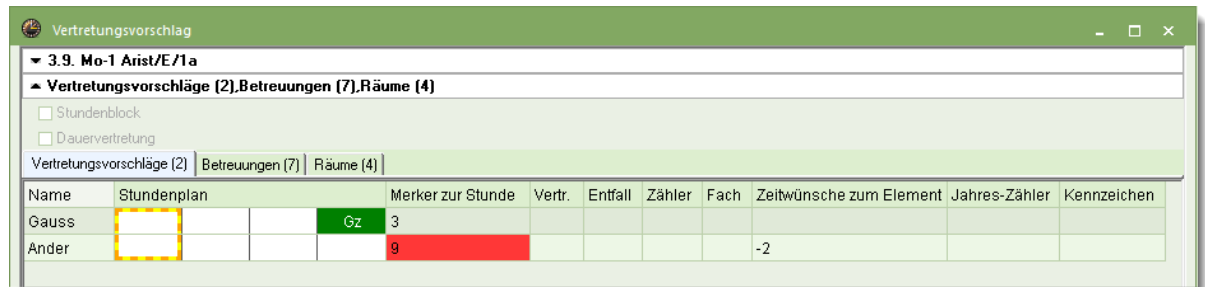 Vertretungsvorschlag
3.9. Mo-1 Arist/E/1a
Vertretungsvorschläge (2),Betreuungen (7),Räume (4)
Stundenblock
Dauervertretung
Vertretungsvorschläge (2) Betreuungen (7) Räume (4)
Name Stundenplan Merker zur Stunde Vertr. Entfall Zähler Fach Zeitwünsche zum Element Jahres-Zähler Kennzeichen
Gauss Gz 3
Ander 9 -2